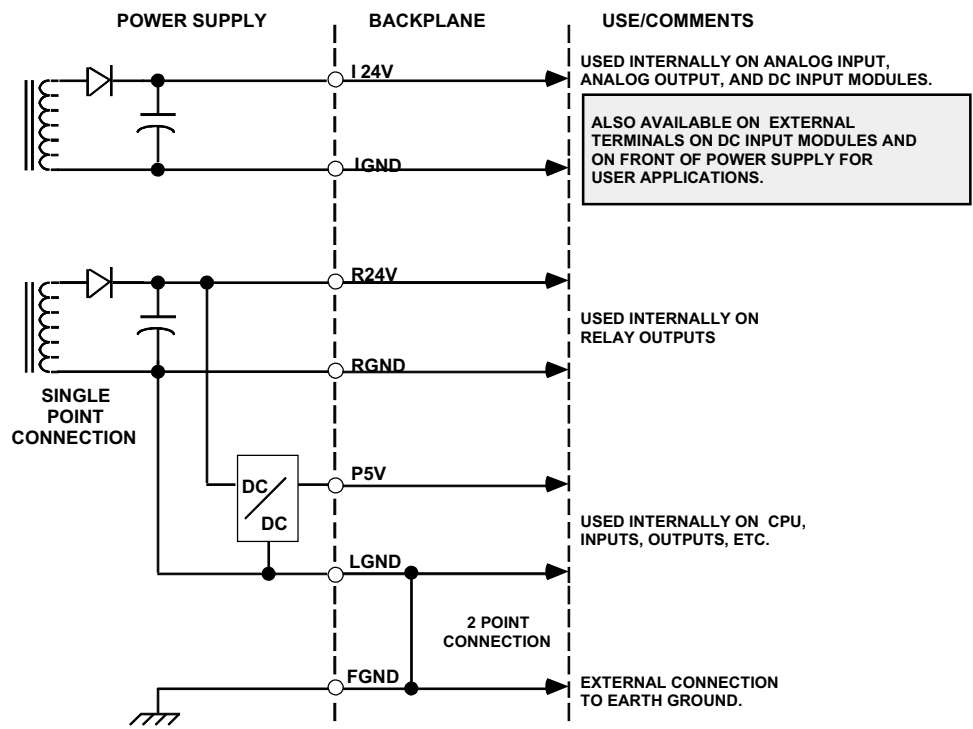 POWER SUPPLY
BACKPLANE
USE/COMMENTS
I 24V
USED INTERNALLY ON ANALOG INPUT,
ANALOG OUTPUT, AND DC INPUT MODULES.
ALSO AVAILABLE ON EXTERNAL
TERMINALS ON DC INPUT MODULES AND
ON FRONT OF POWER SUPPLY FOR
USER APPLICATIONS.
IGND
R24V
USED INTERNALLY ON
RELAY OUTPUTS
RGND
SINGLE
POINT
CONNECTION
P5V
DC
DC
USED INTERNALLY ON CPU,
INPUTS, OUTPUTS, ETC.
LGND
2 POINT
CONNECTION
FGND
EXTERNAL CONNECTION
TO EARTH GROUND.